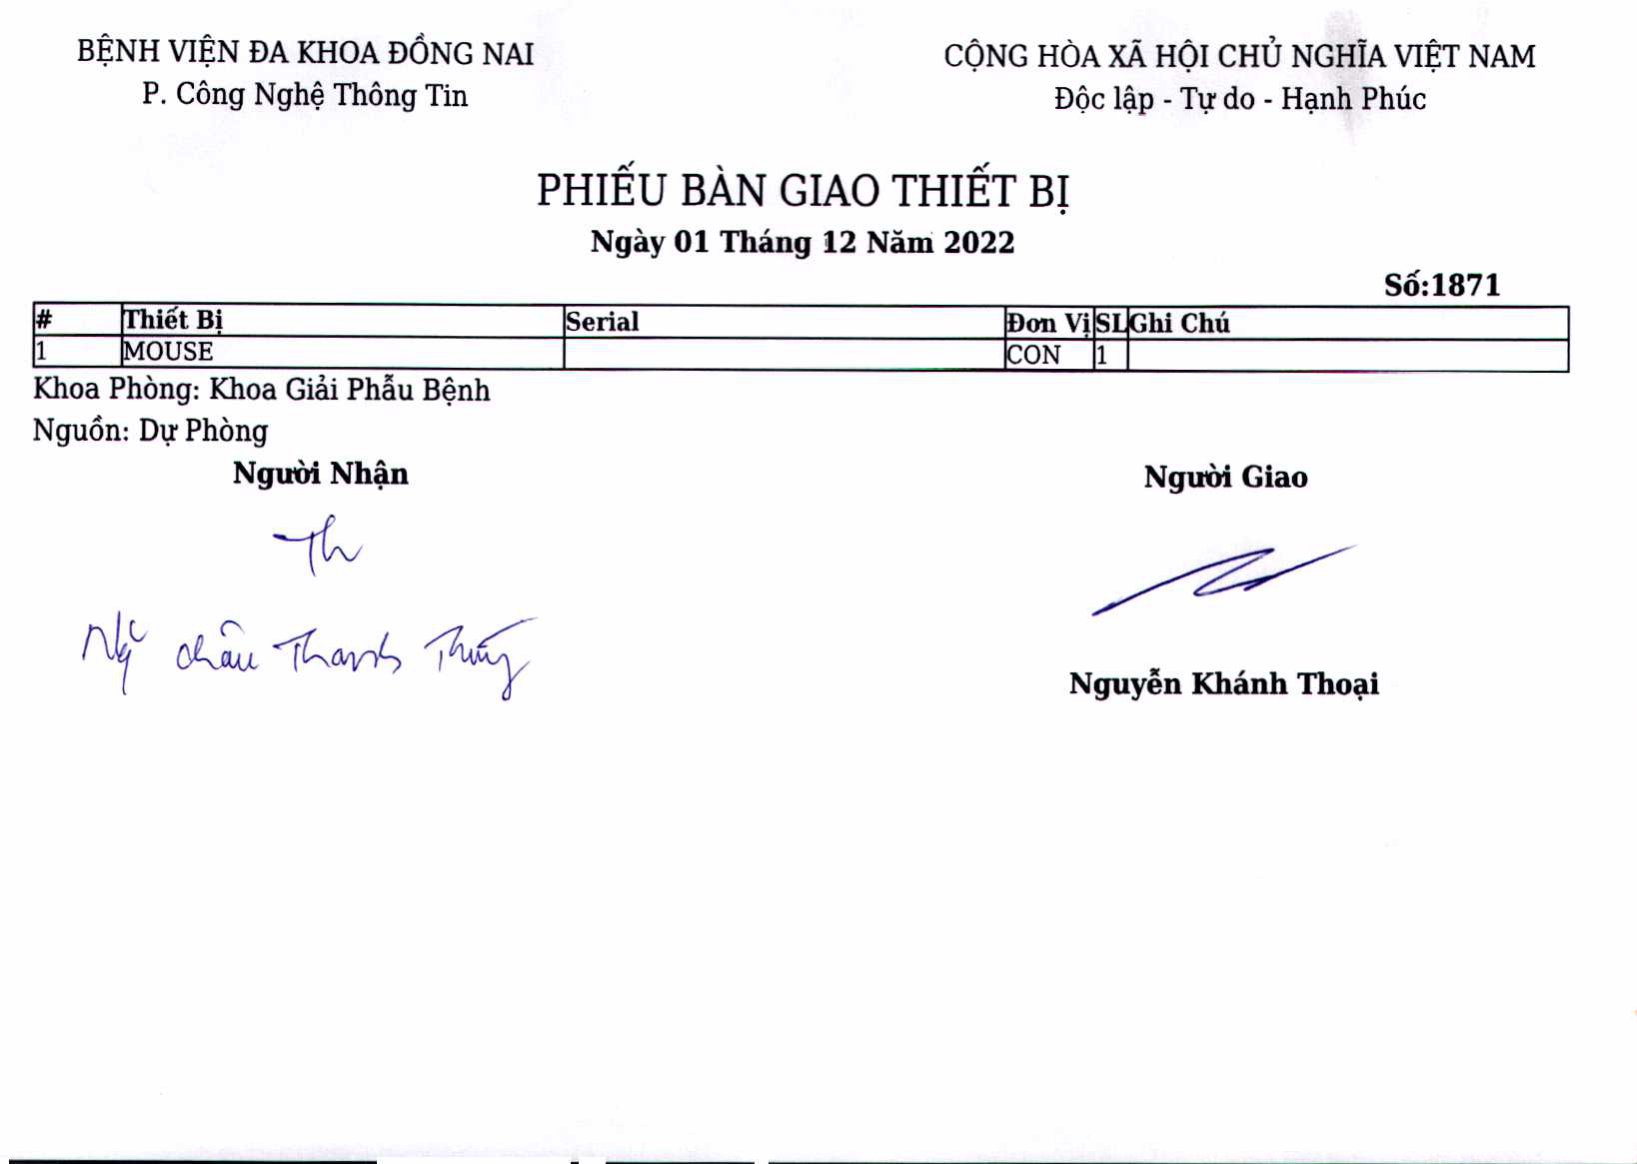 BỆNH VIỆN ĐA KHOA ĐỒNG NAI
P. Công Nghệ Thông Tin
CỘNG HÒA XÃ HỘI CHỦ NGHĨA VIỆT NAM
Độc lập - Tự do - Hạnh Phúc
PHIẾU BÀN GIAO THIẾT BỊ
Ngày 01 Tháng 12 Năm 2022
Số:1871
# Thiết Bị Serial Đơn Vị SL Ghi Chú
1 MOUSE CON 1
Khoa Phòng: Khoa Giải Phẫu Bệnh
Nguồn: Dự Phòng
Người Nhận
Người Giao
Th
Châu Thanh
Nguyễn Khánh Thoại